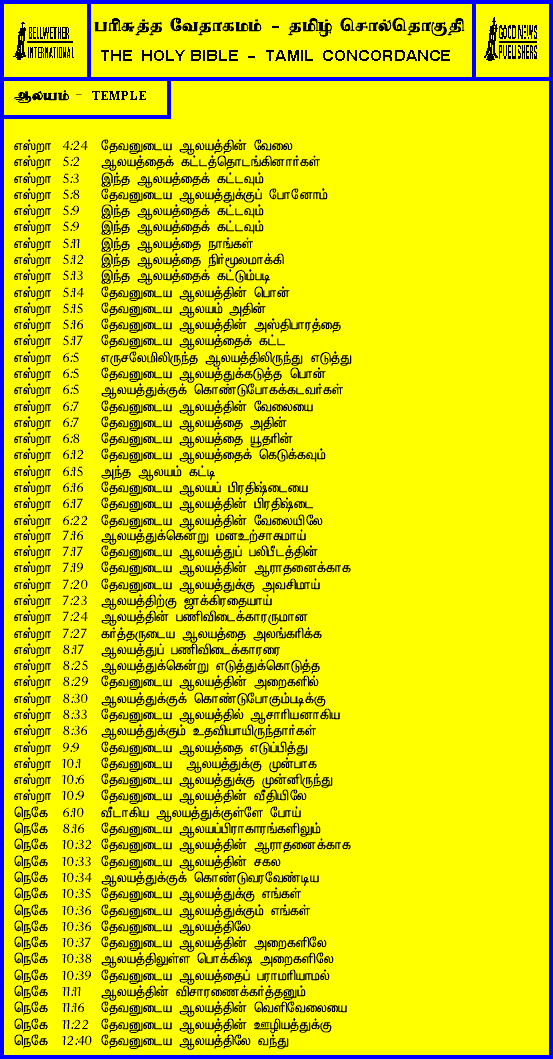 BELLWETHER
INTERNATIONAL
பரிசுத்த வேதாகமம் - தமிழ் சொல்தொகுதி
THE HOLY BIBLE - TAMIL CONCORDANCE
GOOD NEWS
PUBLISHERS
ஆலயம் - TEMPLE
எஸ்றா 4:24 தேவனுடைய ஆலயத்தின் வேலை
எஸ்றா 5:2 ஆலயத்தைக் கட்டத்தொடங்கினார்கள்
எஸ்றா 5:3 இந்த ஆலயத்தைக் கட்டவும்
எஸ்றா 5:8 தேவனுடைய ஆலயத்துக்குப் போனோம்
எஸ்றா 5:9 இந்த ஆலயத்தைக் கட்டவும்
எஸ்றா 5:9 இந்த ஆலயத்தைக் கட்டவும்
எஸ்றா 5:11 இந்த ஆலயத்தை நாங்கள்
எஸ்றா 5:12 இந்த ஆலயத்தை நிர்மூலமாக்கி
எஸ்றா 5:13 இந்த ஆலயத்தைக் கட்டும்படி
எஸ்றா 5:14 தேவனுடைய ஆலயத்தின் பொன்
எஸ்றா 5:15 தேவனுடைய ஆலயம் அதின்
எஸ்றா 5:16 தேவனுடைய ஆலயத்தின் அஸ்திபாரத்தை
எஸ்றா 5:17 தேவனுடைய ஆலயத்தைக் கட்ட
எஸ்றா 6:5 எருசலேமிலிருந்த ஆலயத்திலிருந்து எடுத்து
எஸ்றா 6:5 தேவனுடைய ஆலயத்துக்கடுத்த பொன்
எஸ்றா 6:5 ஆலயத்துக்குக் கொண்டுபோகக்கடவர்கள்
எஸ்றா 6:7 தேவனுடைய ஆலயத்தின் வேலையை
எஸ்றா 6:7 தேவனுடைய ஆலயத்தை அதின்
எஸ்றா 6:8 தேவனுடைய ஆலயத்தை யூதரின்
எஸ்றா 6:12 தேவனுடைய ஆலயத்தைக் கெடுக்கவும்
எஸ்றா 6:15 அந்த ஆலயம் கட்டி
எஸ்றா 6:16 தேவனுடைய ஆலயப் பிரதிஷ்டையை
எஸ்றா 6:17 தேவனுடைய ஆலயத்தின் பிரதிஷ்டை
எஸ்றா 6:22 தேவனுடைய ஆலயத்தின் வேலையிலே
எஸ்றா 7:16 ஆலயத்துக்கென்று மனஉற்சாகமாய்
எஸ்றா 7:17 தேவனுடைய ஆலயத்துப் பலிபீடத்தின்
எஸ்றா 7:19 தேவனுடைய ஆலயத்தின் ஆராதனைக்காக
எஸ்றா 7:20 தேவனுடைய ஆலயத்துக்கு அவசிமாய்
எஸ்றா 7:23 ஆலயத்திற்கு ஜாக்கிரதையாய்
எஸ்றா 7:24 ஆலயத்தின் பணிவிடைக்காரருமான
எஸ்றா 7:27 கர்த்தருடைய ஆலயத்தை அலங்கரிக்க
எஸ்றா 8:17 ஆலயத்துப் பணிவிடைக்காரரை
எஸ்றா 8:25 ஆலயத்துக்கென்று எடுத்துக்கொடுத்த
எஸ்றா 8:29 தேவனுடைய ஆலயத்தின் அறைகளில்
எஸ்றா 8:30 ஆலயத்துக்குக் கொண்டுபோகும்படிக்கு
எஸ்றா 8:33 தேவனுடைய ஆலயத்தில் ஆசாரியனாகிய
எஸ்றா 8:36 ஆலயத்துக்கும் உதவியாயிருந்தார்கள்
எஸ்றா 9:9 தேவனுடைய ஆலயத்தை எடுப்பித்து
எஸ்றா 10:1 தேவனுடைய ஆலயத்துக்கு முன்பாக
எஸ்றா 10:6 தேவனுடைய ஆலயத்துக்கு முன்னிருந்து
எஸ்றா 10:9 தேவனுடைய ஆலயத்தின் வீதியிலே
நெகே 6:10 வீடாகிய ஆலயத்துக்குள்ளே போய்
நெகே 8:16 தேவனுடைய ஆலயப்பிராகாரங்களிலும்
நெகே 10:32 தேவனுடைய ஆலயத்தின் ஆராதனைக்காக
நெகே 10:33 தேவனுடைய ஆலயத்தின் சகல
நெகே 10:34 ஆலயத்துக்குக் கொண்டுவரவேண்டிய
நெகே 10:35 தேவனுடைய ஆலயத்துக்கு எங்கள்
நெகே 10:36 தேவனுடைய ஆலயத்துக்கும் எங்கள்
நெகே 10:36 தேவனுடைய ஆலயத்திலே
நெகே 10:37 தேவனுடைய ஆலயத்தின் அறைகளிலே
நெகே 10:38 ஆலயத்திலுள்ள பொக்கிஷ அறைகளிலே
நெகே 10:39 தேவனுடைய ஆலயத்தைப் பராமரியாமல்
நெகே 11:11 ஆலயத்தின் விசாரணைக்கர்த்தனும்
நெகே 11:16 தேவனுடைய ஆலயத்தின் வெளிவேலையை
நெகே 11:22 தேவனுடைய ஆலயத்தின் ஊழியத்துக்கு
நெகே 12:40 தேவனுடைய ஆலயத்திலே வந்து